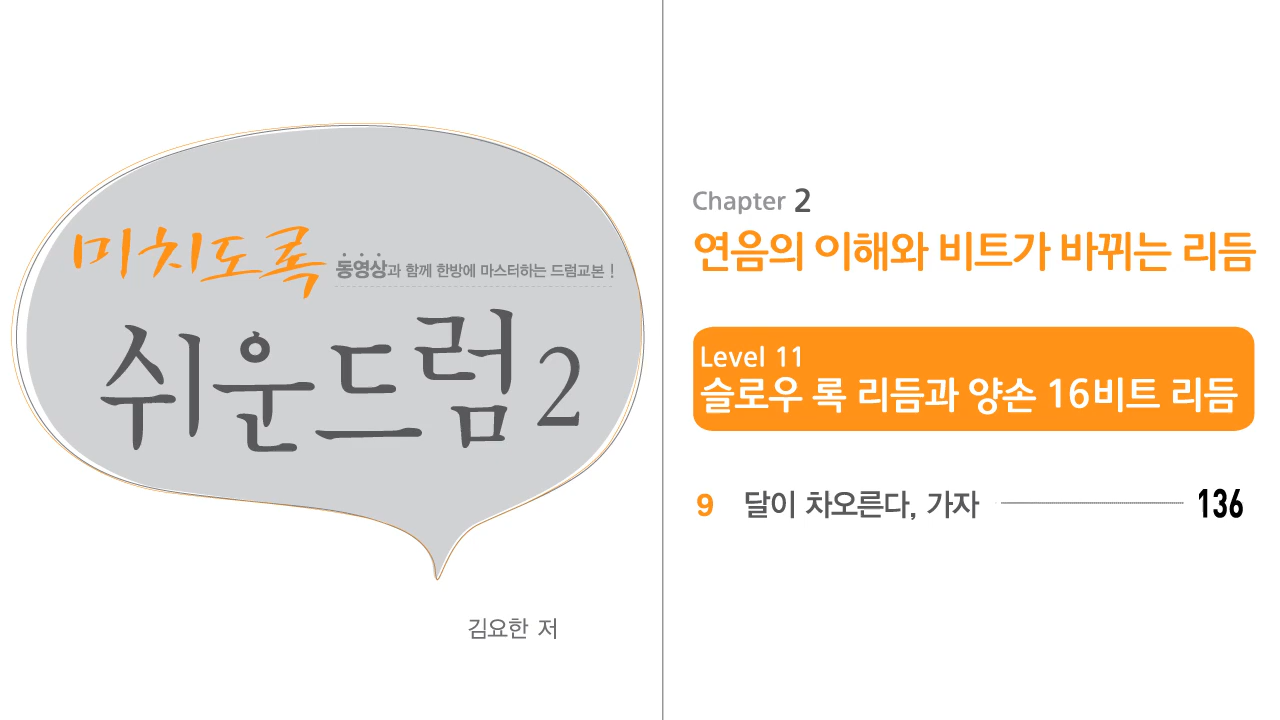 미치도록 동영상과 함께 한방에 마스터하는 드럼교본 !
쉬운드럼 2
김요한 저
Chapter 2
연음의 이해와 비트가 바뀌는 리듬
Level 11
슬로우 록 리듬과 양손 16비트 리듬
9 달이 차오른다, 가자 136